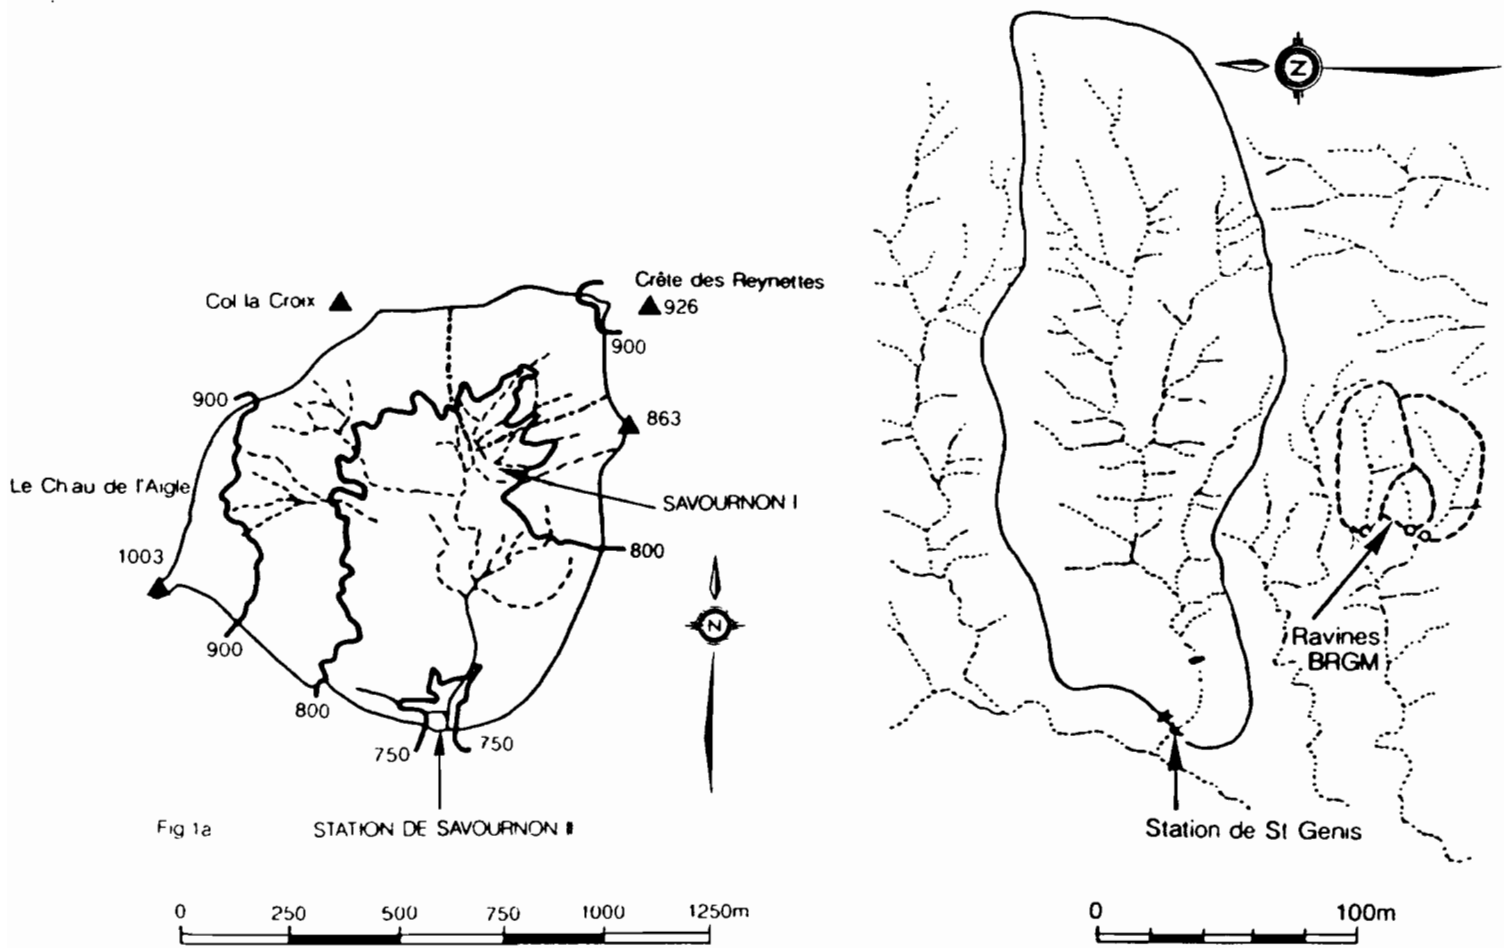 Col la Croix
Crête des Reynettes
926
900
900
863
Le Chau de l'Aigle
SAVOURNON I
1003
800
N
900
800
750
750
Fig 1a
STATION DE SAVOURNON II
0 250 500 750 1000 1250m
N
Ravines
BRGM
Station de St Genis
0 100m